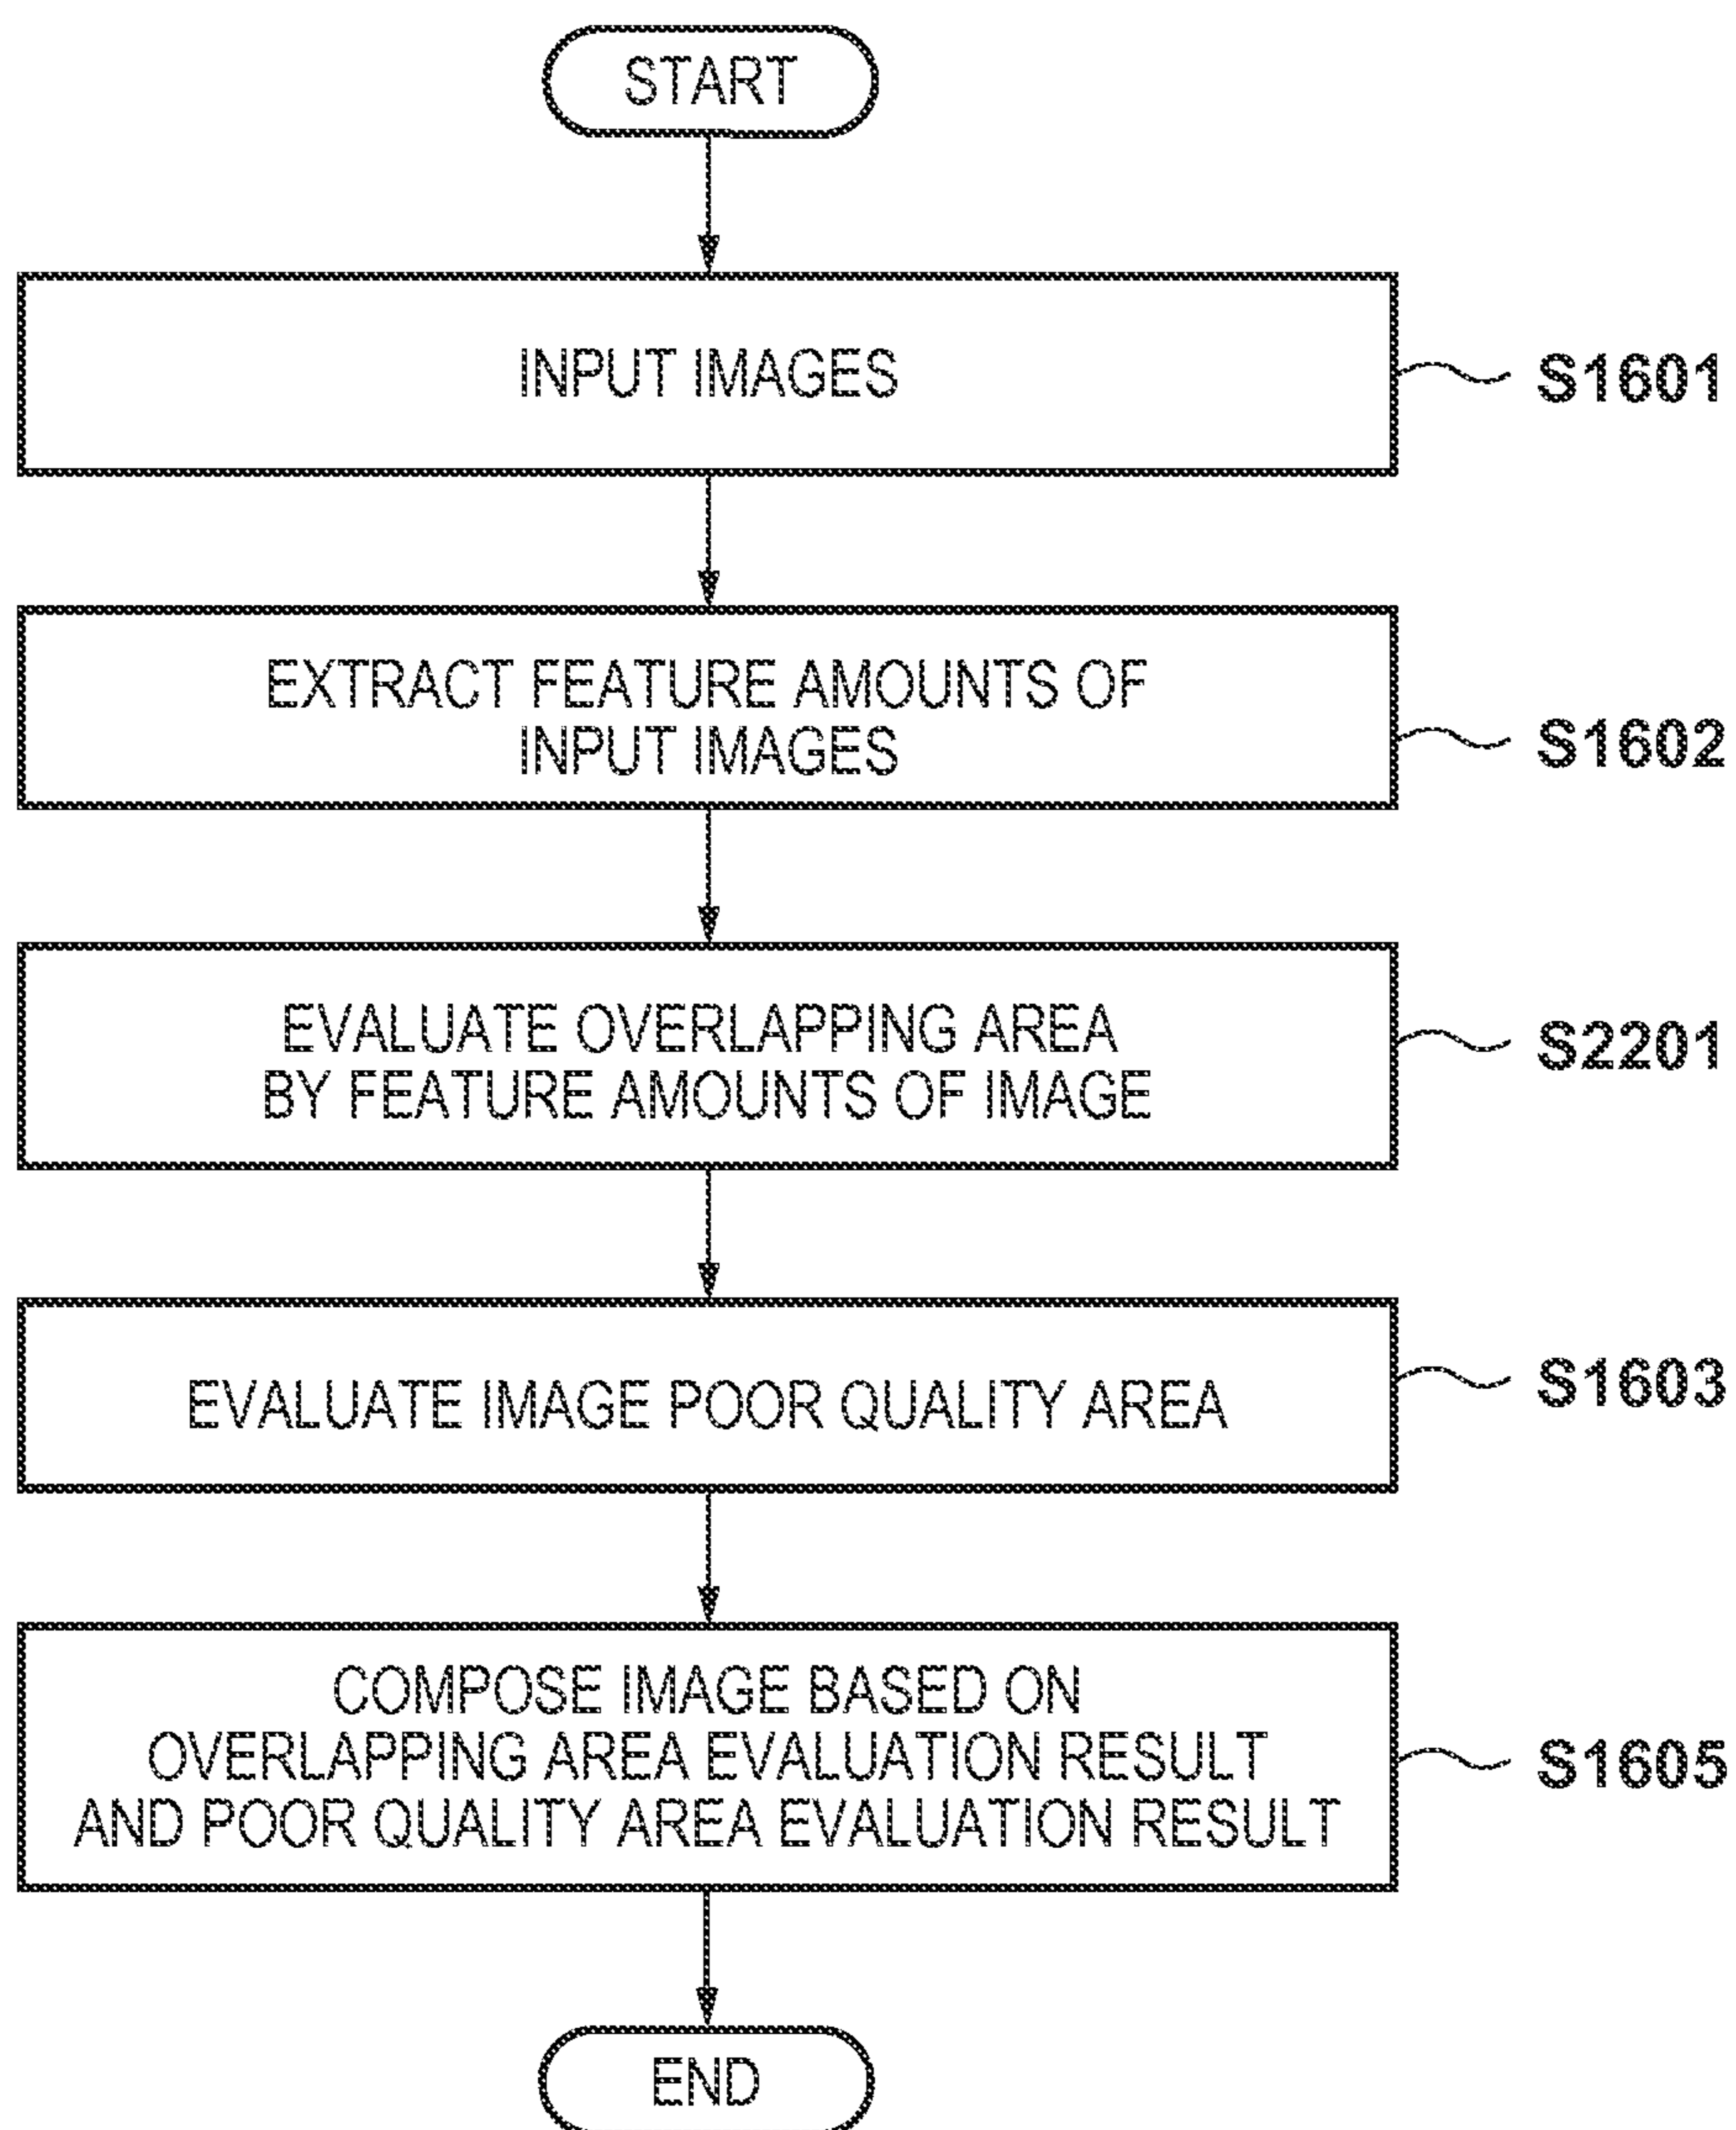 START
INPUT IMAGES
S1601
EXTRACT FEATURE AMOUNTS OF
INPUT IMAGES
S1602
EVALUATE OVERLAPPING AREA
BY FEATURE AMOUNTS OF IMAGE
S2201
EVALUATE IMAGE POOR QUALITY AREA
S1603
COMPOSE IMAGE BASED ON
OVERLAPPING AREA EVALUATION RESULT
AND POOR QUALITY AREA EVALUATION RESULT
S1605
END